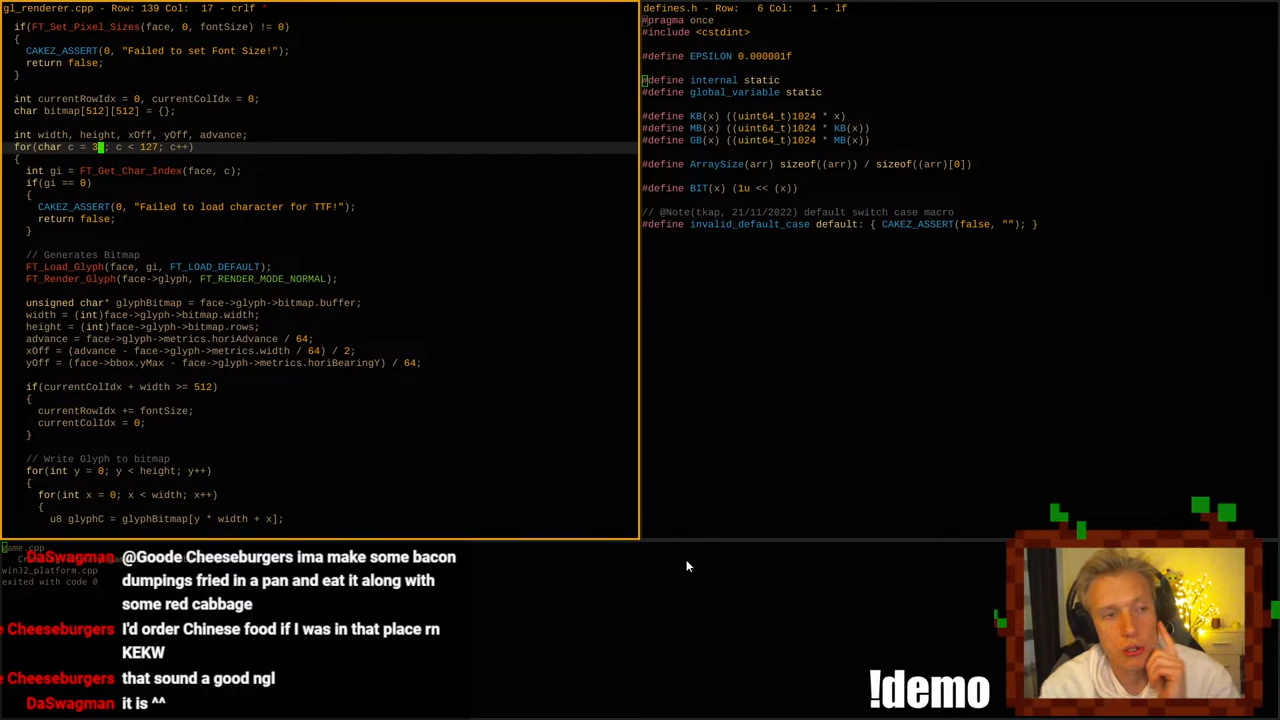 gl_renderer.cpp - Row: 139 Col: 17 - crlf *
if(FT_Set_Pixel_Sizes(face, 0, fontSize) != 0)
{
CAKEZ_ASSERT(0, "Failed to set Font Size!");
return false;
}
int currentRowIdx = 0, currentColIdx = 0;
char bitmap[512][512] = {};
int width, height, xOff, yOff, advance;
for(char c = 3 ; c < 127; c++)
{
int gi = FT_Get_Char_Index(face, c);
if(gi == 0)
{
CAKEZ_ASSERT(0, "Failed to load character for TTF!");
return false;
}
// Generates Bitmap
FT_Load_Glyph(face, gi, FT_LOAD_DEFAULT);
FT_Render_Glyph(face->glyph, FT_RENDER_MODE_NORMAL);
unsigned char* glyphBitmap = face->glyph->bitmap.buffer;
width = (int)face->glyph->bitmap.width;
height = (int)face->glyph->bitmap.rows;
advance = face->glyph->metrics.horiAdvance / 64;
xOff = (advance - face->glyph->metrics.width / 64) / 2;
yOff = (face->bbox.yMax - face->glyph->metrics.horiBearingY) / 64;
if(currentColIdx + width >= 512)
{
currentRowIdx += fontSize;
currentColIdx = 0;
}
// Write Glyph to bitmap
for(int y = 0; y < height; y++)
{
for(int x = 0; x < width; x++)
{
u8 glyphC = glyphBitmap[y * width + x];
defines.h - Row: 6 Col: 1 - lf
#pragma once
#include <cstdint>
#define EPSILON 0.000001f
#define internal static
#define global_variable static
#define KB(x) ((uint64_t)1024 * x)
#define MB(x) ((uint64_t)1024 * KB(x))
#define GB(x) ((uint64_t)1024 * MB(x))
#define ArraySize(arr) sizeof((arr)) / sizeof((arr)[0])
#define BIT(x) (1u << (x))
// @Note(tkap, 21/11/2022) default switch case macro
#define invalid_default_case default: { CAKEZ_ASSERT(false, ""); }
game.cpp
win32_platform.cpp
exited with code 0
DaSwagman @Goode Cheeseburgers ima make some bacon
dumpings fried in a pan and eat it along with
some red cabbage
e Cheeseburgers I'd order Chinese food if I was in that place rn
KEKW
Cheeseburgers that sound a good ngl
DaSwagman it is ^^
!demo